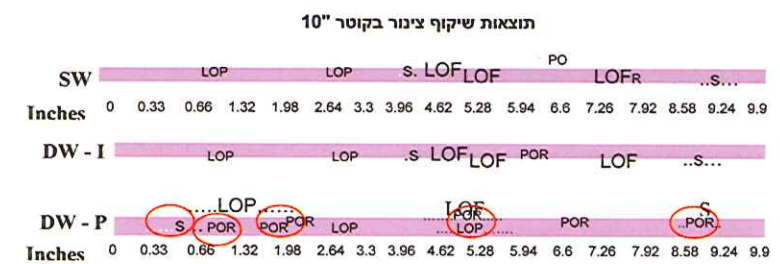 תוצאות שיקוף צינור בקוטר "10
PO
SW LOP LOP S. LOF LOF LOFR ..S...
Inches 0 0.33 0.66 1.32 1.98 2.64 3.3 3.96 4.62 5.28 5.94 6.6 7.26 7.92 8.58 9.24 9.9
DW - I LOP LOP .S LOF LOF POR LOF ..S...
.....LOP...... LOF S
DW - P S .. POR POR POR LOP POR LOP POR ..POR..
Inches 0 0.33 0.66 1.32 1.98 2.64 3.3 3.96 4.62 5.28 5.94 6.6 7.26 7.92 8.58 9.24 9.9